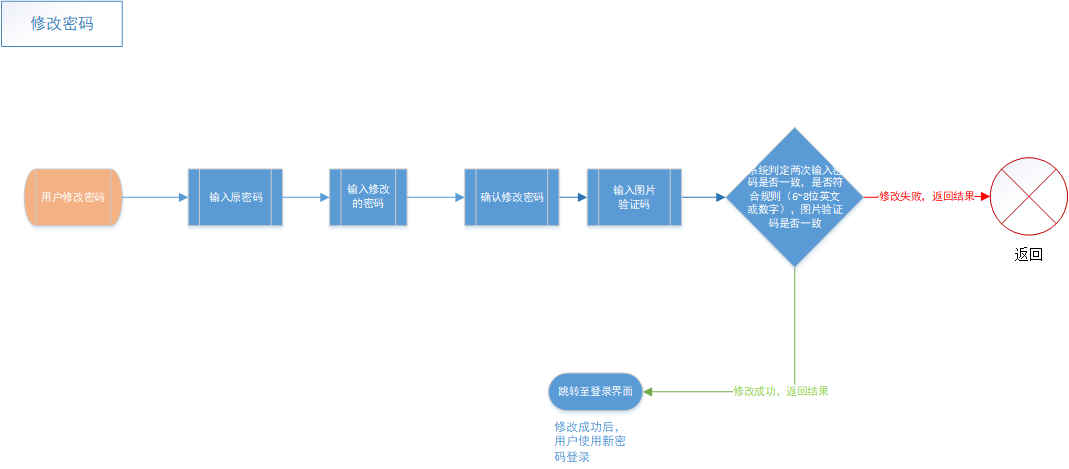 修改密码
用户修改密码
输入原密码
输入修改
的密码
确认修改密码
输入图片
验证码
系统判定两次输入密
码是否一致，是否符
合规则（6~8位英文
或数字），图片验证
码是否一致
修改失败，返回结果
返回
跳转至登录界面
修改成功，返回结果
修改成功后，
用户使用新密
码登录